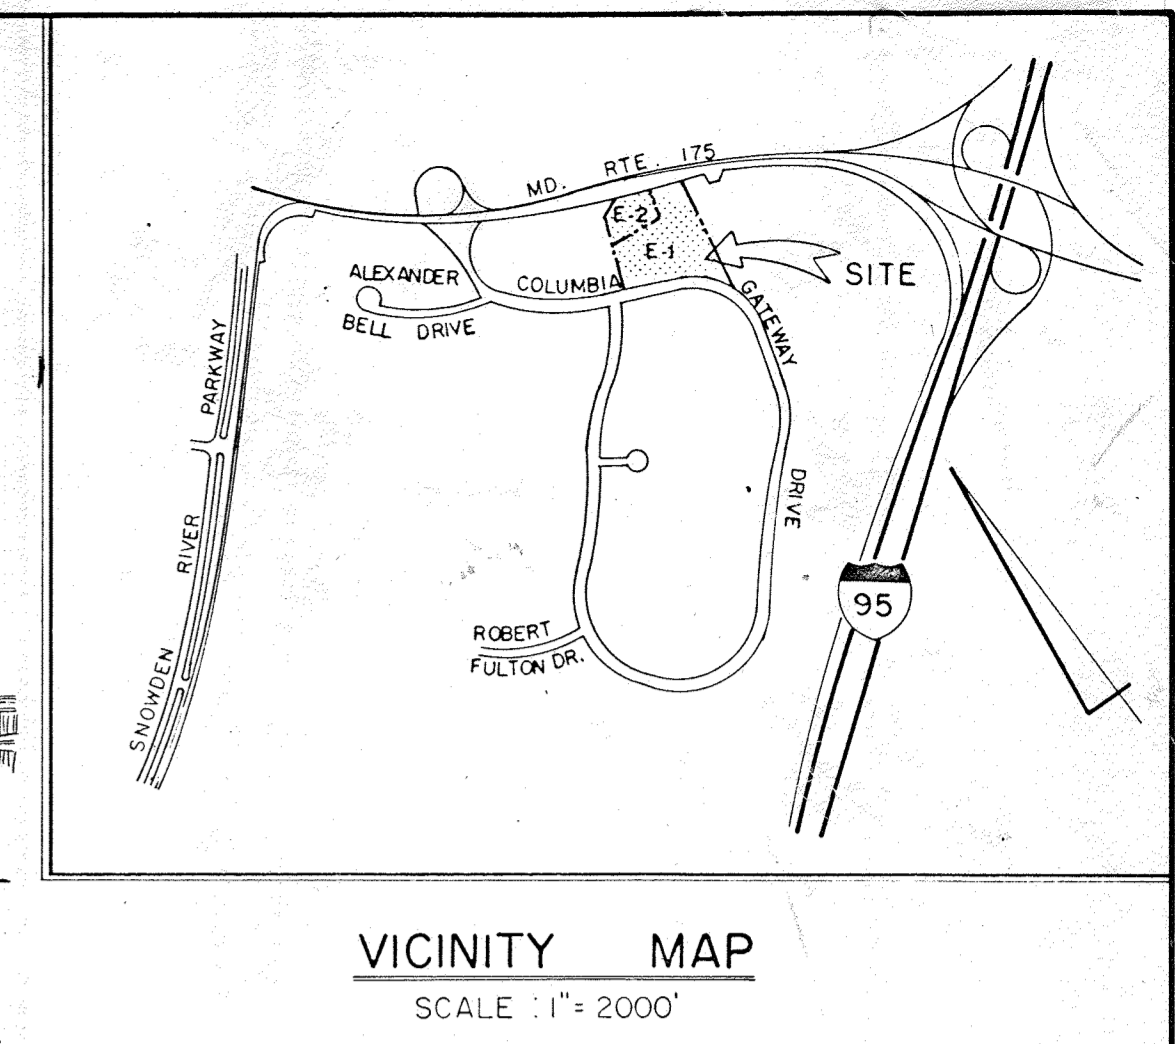 MD. RTE. 175
E-2
E-1
SITE
ALEXANDER
BELL DRIVE
COLUMBIA GATEWAY DRIVE
SNOWDEN RIVER PARKWAY
95
ROBERT
FULTON DR.
VICINITY MAP
SCALE : 1" = 2000'